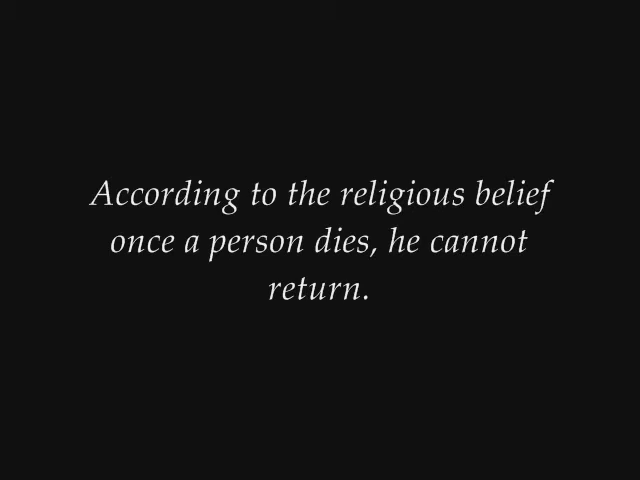 According to the religious belief
once a person dies, he cannot
return.